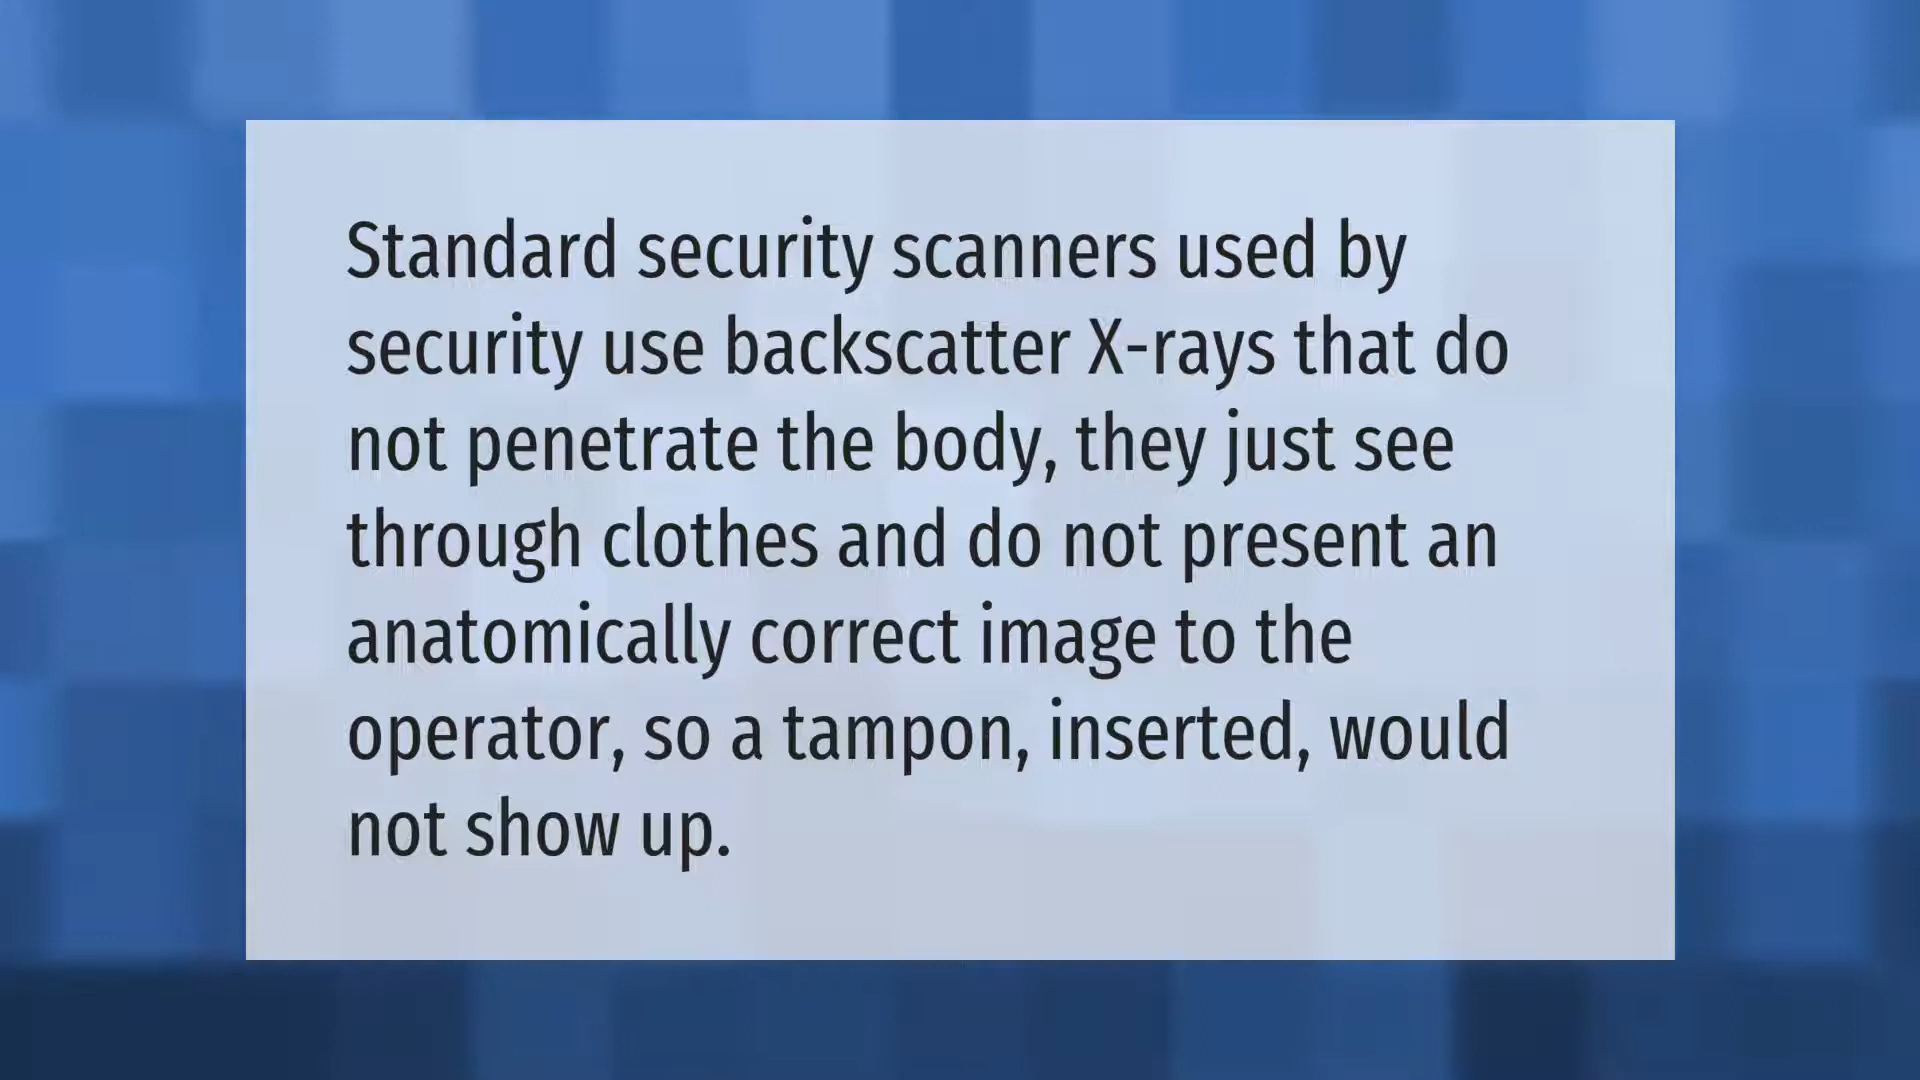 Standard security scanners used by
security use backscatter X-rays that do
not penetrate the body, they just see
through clothes and do not present an
anatomically correct image to the
operator, so a tampon, inserted, would
not show up.